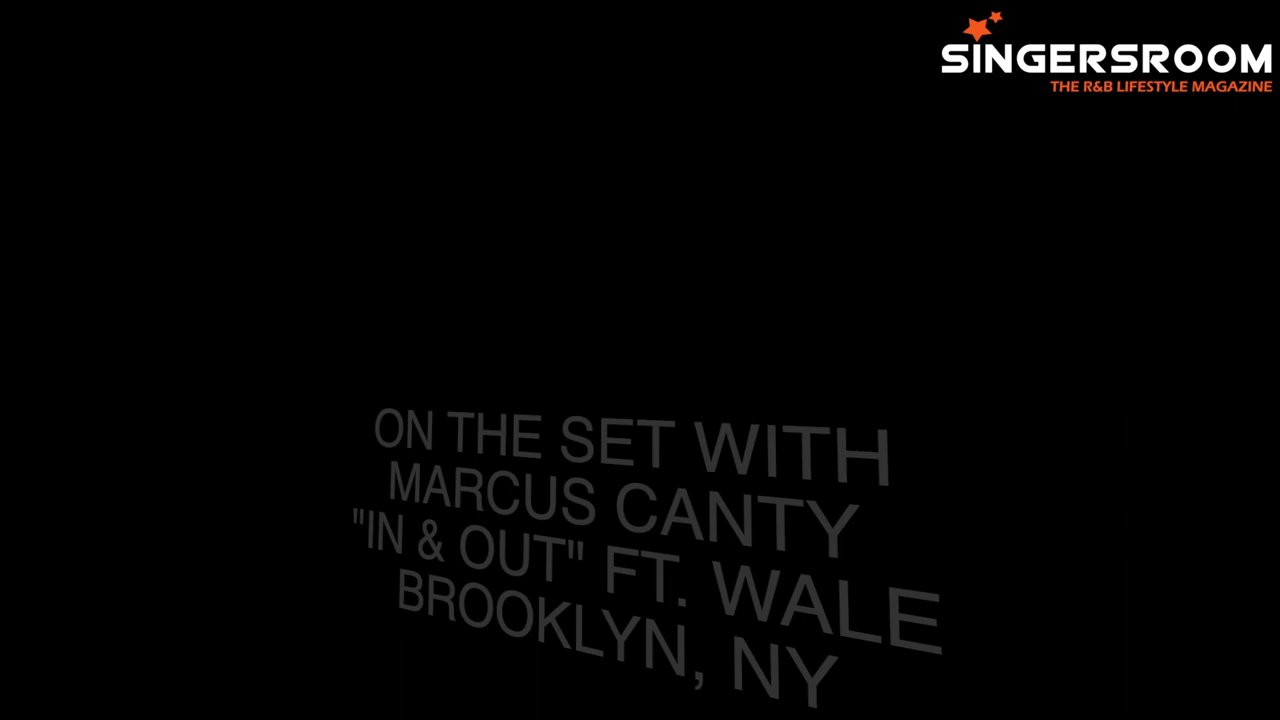 SINGERSROOM
THE R&B LIFESTYLE MAGAZINE
ON THE SET WITH
MARCUS CANTY
"IN & OUT" FT. WALE
BROOKLYN, NY